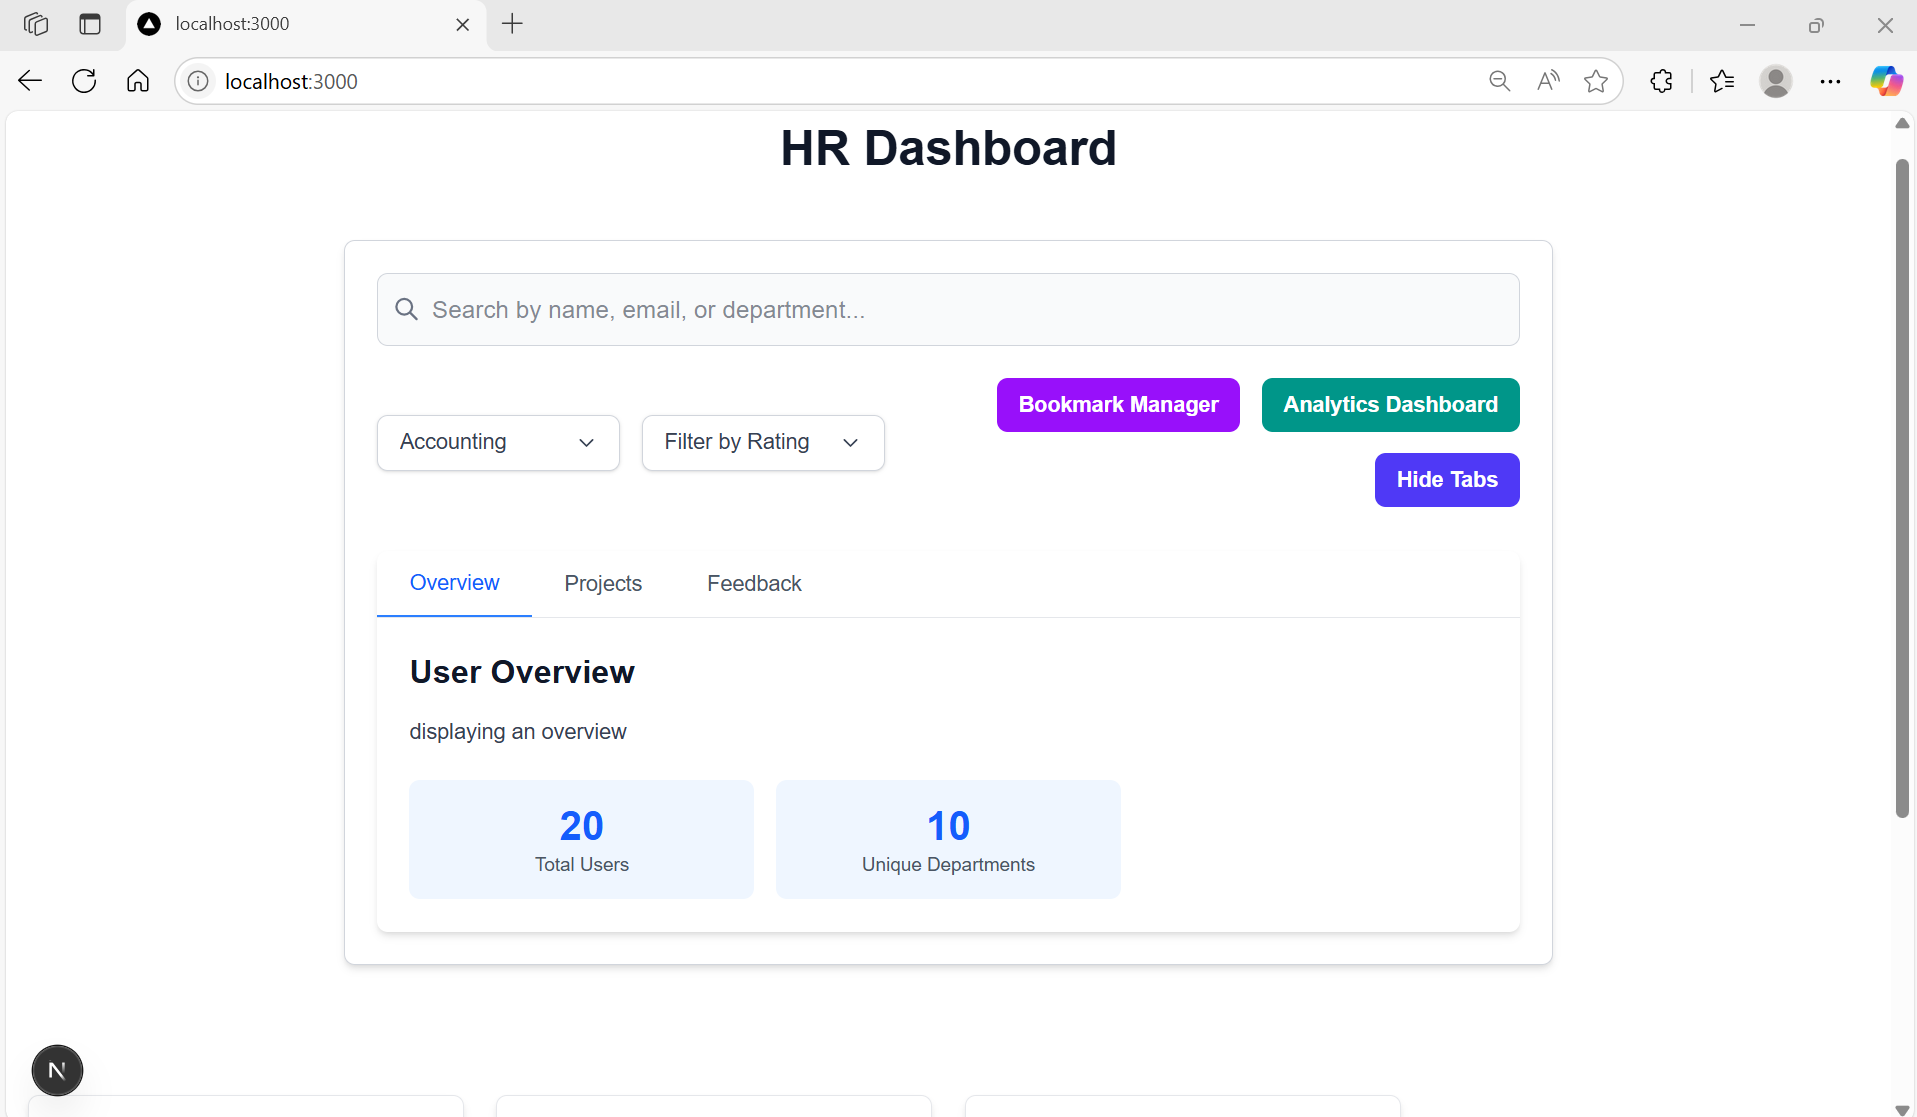 localhost:3000
localhost:3000
HR Dashboard
Search by name, email, or department...
Bookmark Manager
Analytics Dashboard
Accounting
Filter by Rating
Hide Tabs
Overview
Projects
Feedback
User Overview
displaying an overview
20
Total Users
10
Unique Departments
N